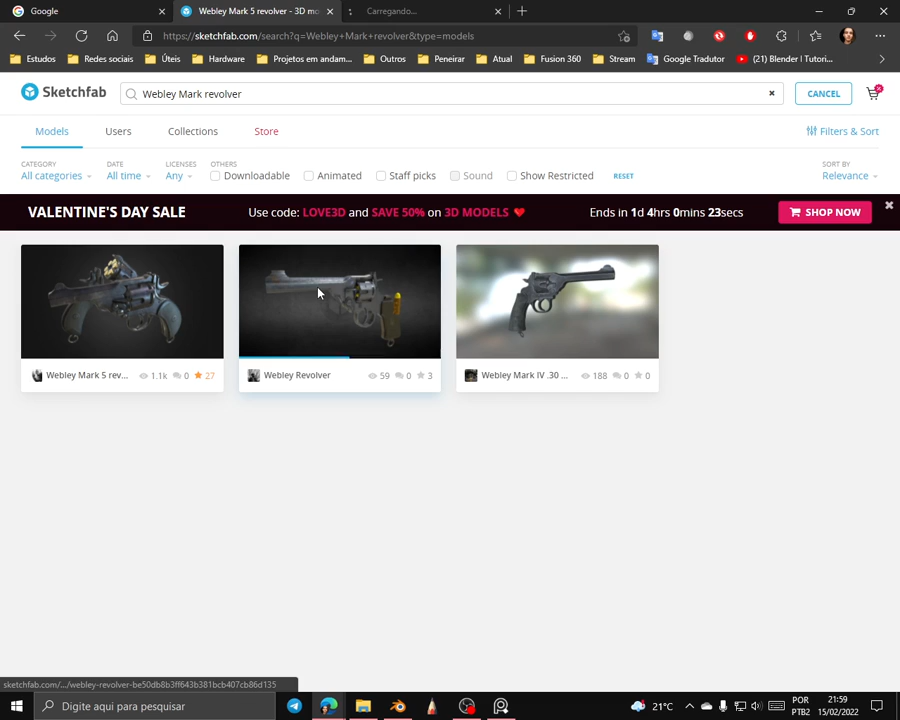 Google
Webley Mark 5 revolver - 3D mo
Carregando...
https://sketchfab.com/search?q=Webley+Mark+revolver&type=models
Estudos
Redes sociais
Úteis
Hardware
Projetos em andam...
Outros
Peneirar
Atual
Fusion 360
Stream
Google Tradutor
(21) Blender | Tutori...
Sketchfab
Webley Mark revolver
CANCEL
Models
Users
Collections
Store
Filters & Sort
CATEGORY
DATE
LICENSES
OTHERS
SORT BY
All categories
All time
Any
Downloadable
Animated
Staff picks
Sound
Show Restricted
RESET
Relevance
VALENTINE'S DAY SALE
Use code: LOVE3D and SAVE 50% on 3D MODELS
Ends in 1d 4hrs 0mins 23secs
SHOP NOW
Webley Mark 5 rev...
1.1k
0
27
Webley Revolver
59
0
3
Webley Mark IV .30 ...
188
0
0
sketchfab.com/.../webley-revolver-be50db8b3ff643b381bcb407cb86d135
Digite aqui para pesquisar
21°C
POR
PTB2
21:59
15/02/2022